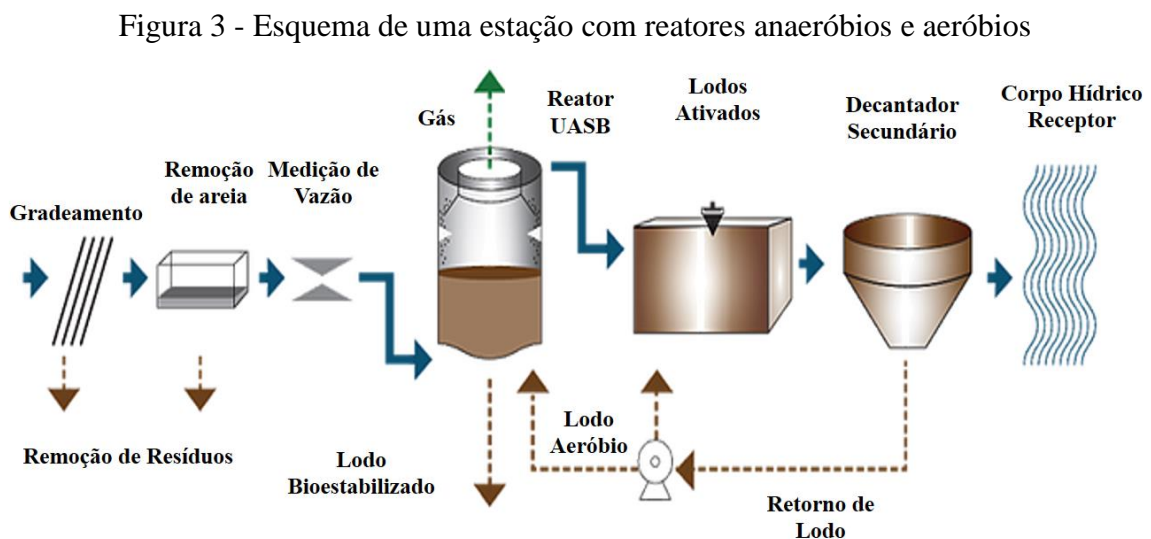 Figura 3 - Esquema de uma estação com reatores anaeróbios e aeróbios
Gradeamento
Remoção
de areia
Medição de
Vazão
Gás
Reator
UASB
Lodos
Ativados
Decantador
Secundário
Corpo Hídrico
Receptor
Remoção de Resíduos
Lodo
Bioestabilizado
Lodo
Aeróbio
Retorno de
Lodo